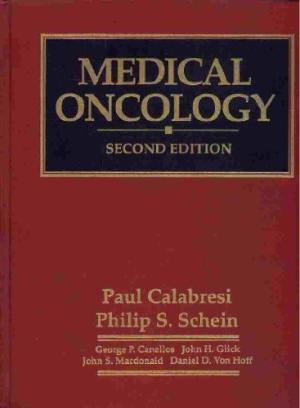 MEDICAL
ONCOLOGY
SECOND EDITION
Paul Calabresi
Philip S. Schein
George P. Canellos John H. Glick
John S. Macdonald Daniel D. Von Hoff